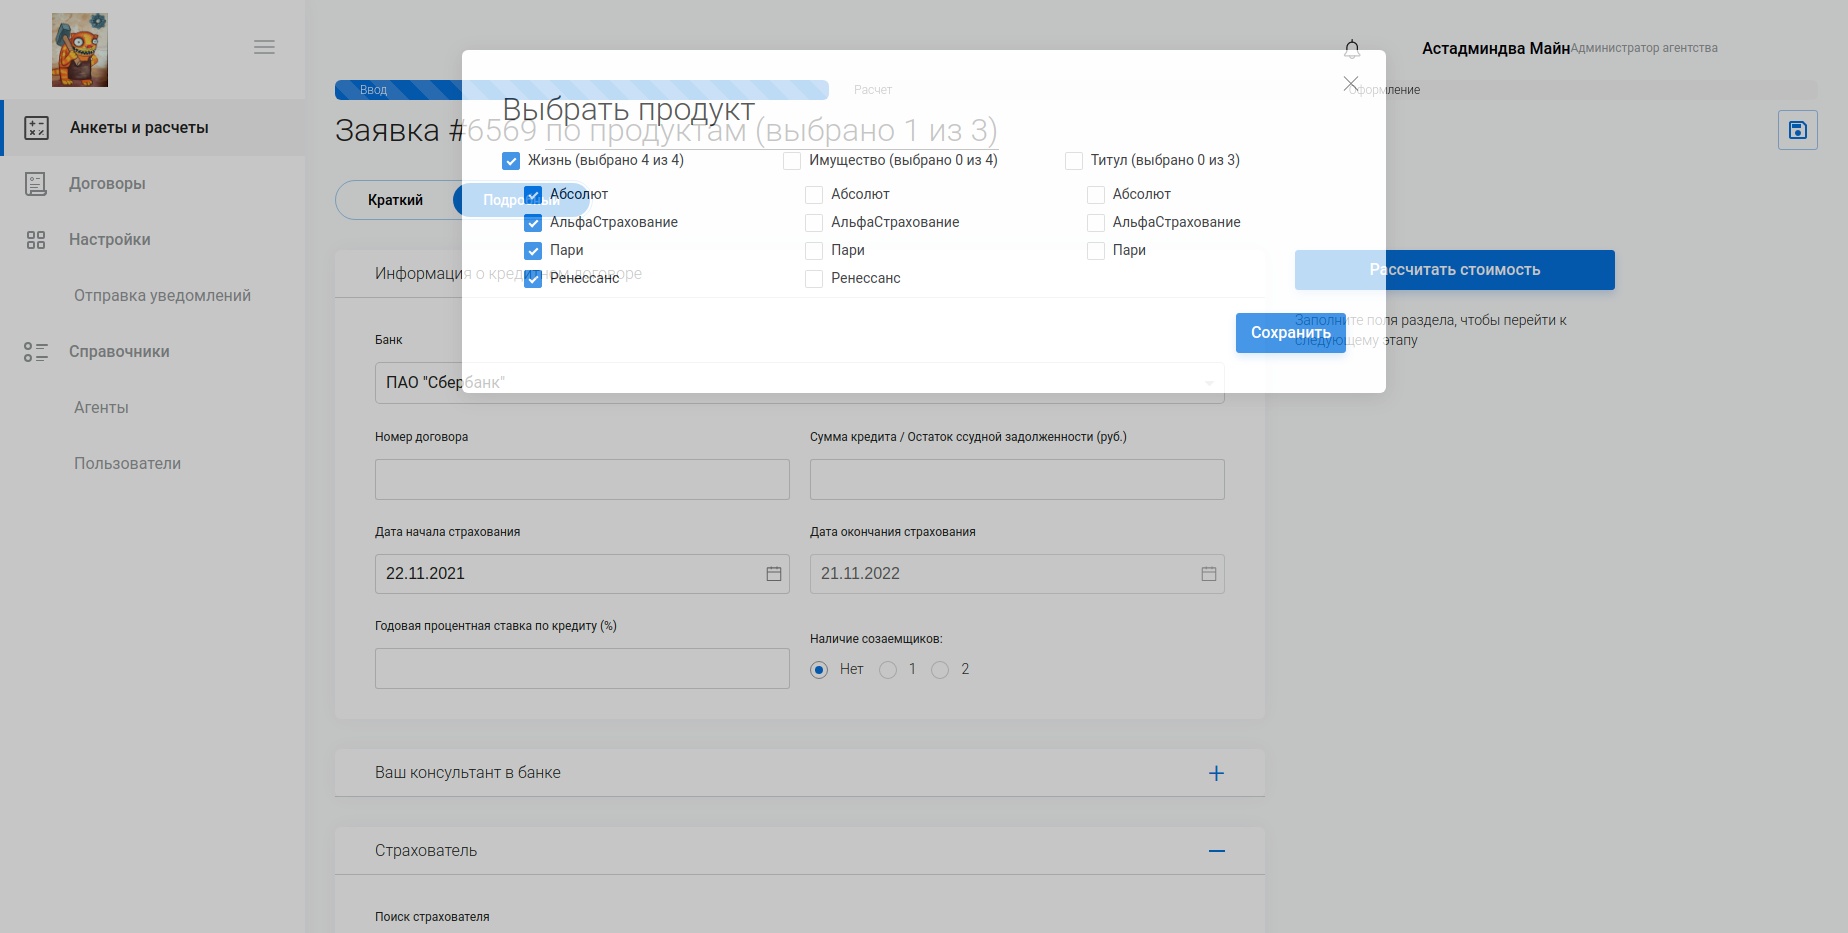 Астадминдва Майн Администратор агентства
Ввод
Расчет
Оформление
Выбрать продукт
Заявка #6569 по продуктам (выбрано 1 из 3)
Анкеты и расчеты
Договоры
Настройки
Отправка уведомлений
Справочники
Агенты
Пользователи
Жизнь (выбрано 4 из 4)
Абсолют
АльфаСтрахование
Пари
Ренессанс
Имущество (выбрано 0 из 4)
Абсолют
АльфаСтрахование
Пари
Ренессанс
Титул (выбрано 0 из 3)
Абсолют
АльфаСтрахование
Пари
Сохранить
Краткий
Подробный
Информация о кредитном договоре
Рассчитать стоимость
Заполните поля раздела, чтобы перейти к
следующему этапу
Банк
ПАО "Сбербанк"
Номер договора
Сумма кредита / Остаток ссудной задолженности (руб.)
Дата начала страхования
Дата окончания страхования
22.11.2021
21.11.2022
Годовая процентная ставка по кредиту (%)
Наличие созаемщиков:
Нет 1 2
Ваш консультант в банке
Страхователь
Поиск страхователя